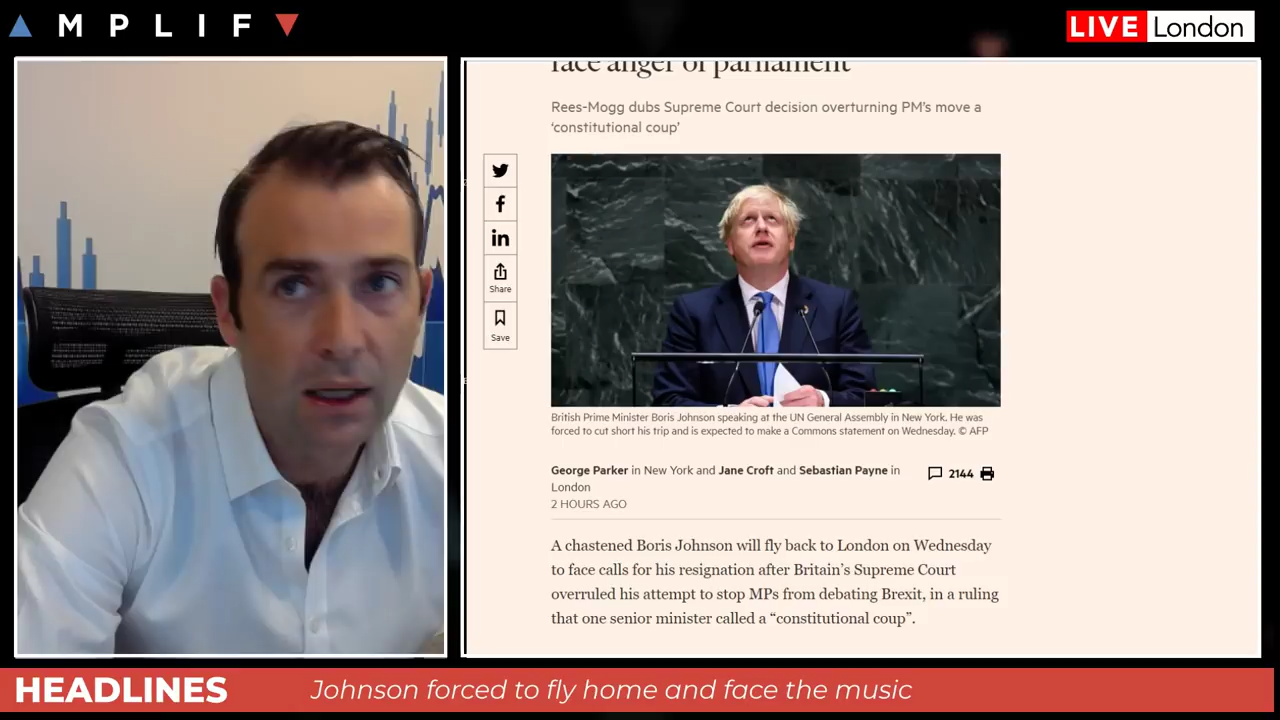 MPLIF
LIVE London
face anger of parliament
Rees-Mogg dubs Supreme Court decision overturning PM's move a
'constitutional coup'
Share
Save
British Prime Minister Boris Johnson speaking at the UN General Assembly in New York. He was
forced to cut short his trip and is expected to make a Commons statement on Wednesday. © AFP
George Parker in New York and Jane Croft and Sebastian Payne in
London
2144
2 HOURS AGO
A chastened Boris Johnson will fly back to London on Wednesday
to face calls for his resignation after Britain's Supreme Court
overruled his attempt to stop MPs from debating Brexit, in a ruling
that one senior minister called a “constitutional coup”.
HEADLINES Johnson forced to fly home and face the music